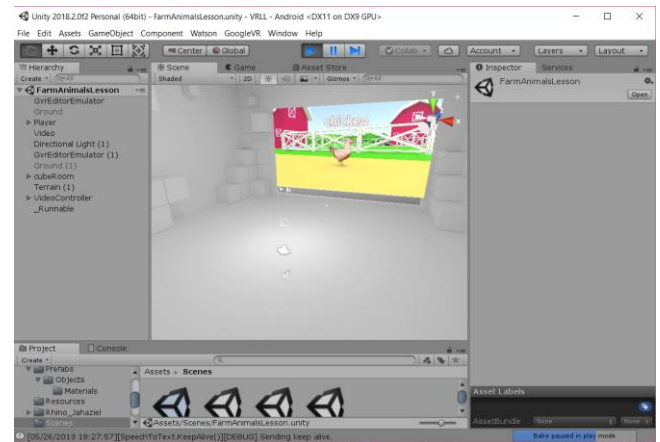 Unity 2018.2.0f2 Personal (64bit) - FarmAnimalsLesson.unity - VRLL - Android <DX11 on DX9 GPU>
File Edit Assets GameObject Component Watson GoogleVR Window Help
Center Global Collab Account Layers Layout
Hierarchy Scene Game Asset Store Inspector Services
Create All Shaded 2D Gizmos All
FarmAnimalsLesson FarmAnimalsLesson
Open
GvrEditorEmulator
Ground
Player
Video
Directional Light (1)
GvrEditorEmulator (1)
Ground (1)
cubeRoom
Terrain (1)
VideoController
_Runnable
chicken
Project Console
Create
Prefabs Assets Scenes
Objects
Materials
Resources
Rhino_Jahaziel
Scenes Assets/Scenes/FarmAnimalsLesson.unity
Asset Labels
AssetBundle None None
[05/26/2019 18:27:57][SpeechToText.KeepAlive()][DEBUG] Sending keep alive.
Bake paused in play mode